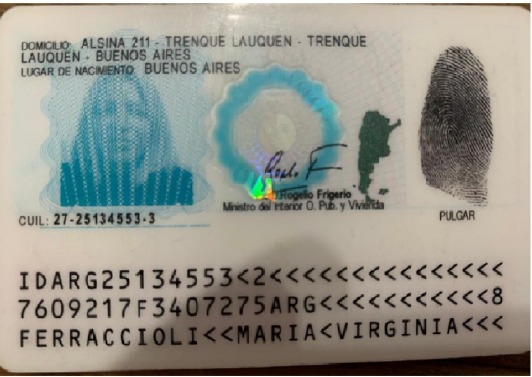 DOMICILIO: ALSINA 211 - TRENQUE LAUQUEN - TRENQUE
LAUQUEN - BUENOS AIRES
LUGAR DE NACIMIENTO: BUENOS AIRES
Rogelio Frigerio
Ministro del Interior O. Pub. y Vivienda
CUIL: 27-25134553-3
PULGAR
IDARG25134553<2<<<<<<<<<<<<<<<
7609217F3407275ARG<<<<<<<<<<<8
FERRACCIOLI<<MARIA<VIRGINIA<<<